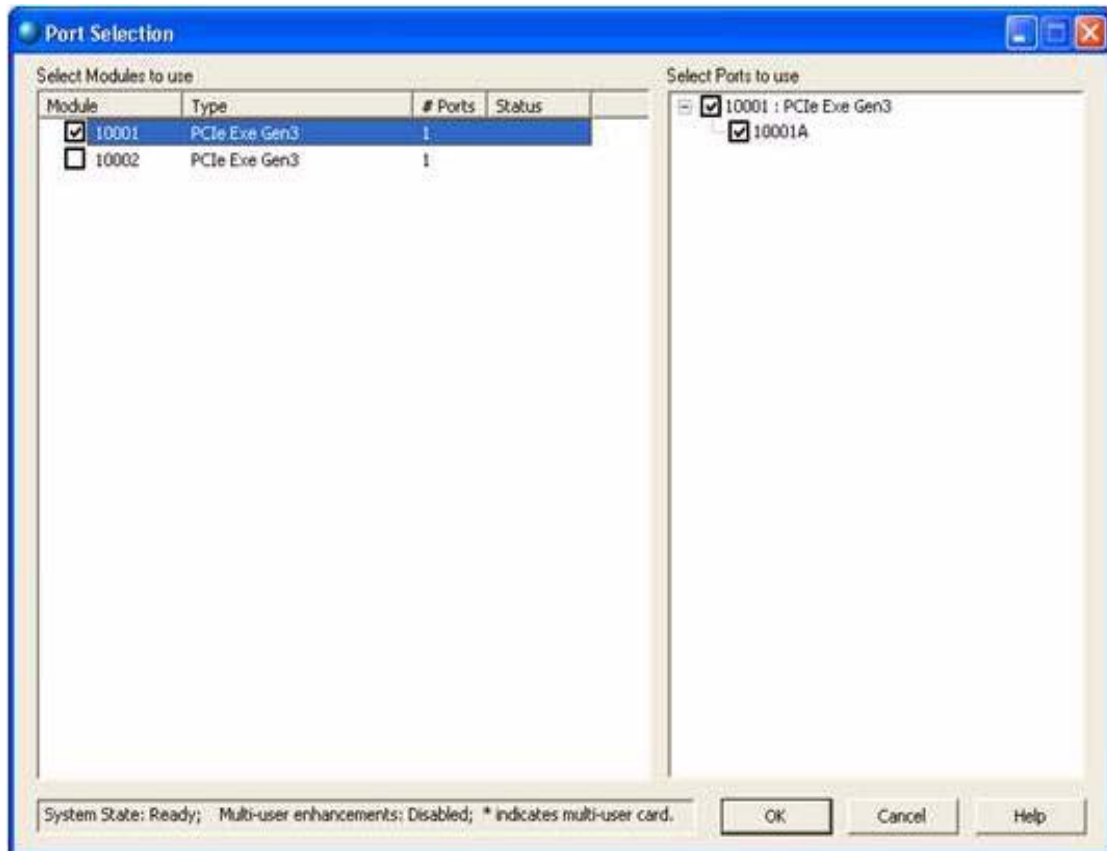 Port Selection
Select Modules to use
Module Type # Ports Status
10001 PCIe Exe Gen3 1
10002 PCIe Exe Gen3 1
Select Ports to use
10001 : PCIe Exe Gen3
10001A
System State: Ready; Multi-user enhancements: Disabled; * indicates multi-user card.
OK Cancel Help